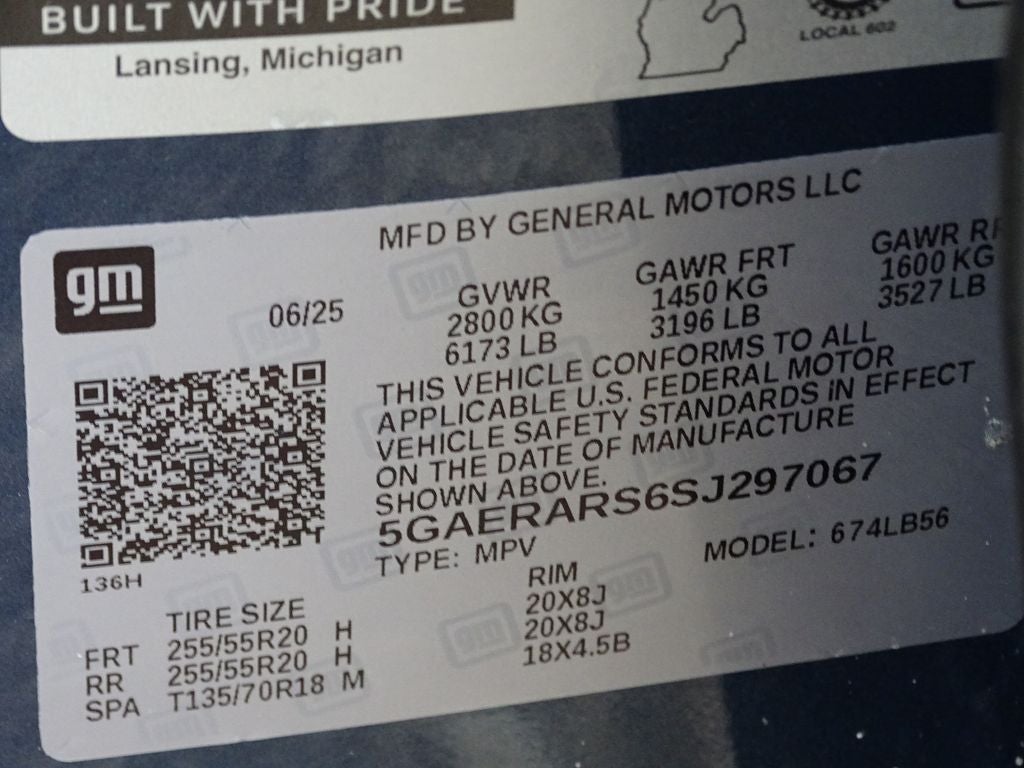 BUILT WITH PRIDE
Lansing, Michigan
LOCAL 602
MFD BY GENERAL MOTORS LLC
gm
06/25
GVWR GAWR FRT GAWR RR
2800 KG 1450 KG 1600 KG
6173 LB 3196 LB 3527 LB
THIS VEHICLE CONFORMS TO ALL
APPLICABLE U.S. FEDERAL MOTOR
VEHICLE SAFETY STANDARDS iN EFFECT
ON THE DATE OF MANUFACTURE
SHOWN ABOVE.
5GAERARS6SJ297067
TYPE: MPV MODEL: 674LB56
136H
TIRE SIZE RIM
FRT 255/55R20 H 20X8J
RR 255/55R20 H 20X8J
SPA T135/70R18 M 18X4.5B